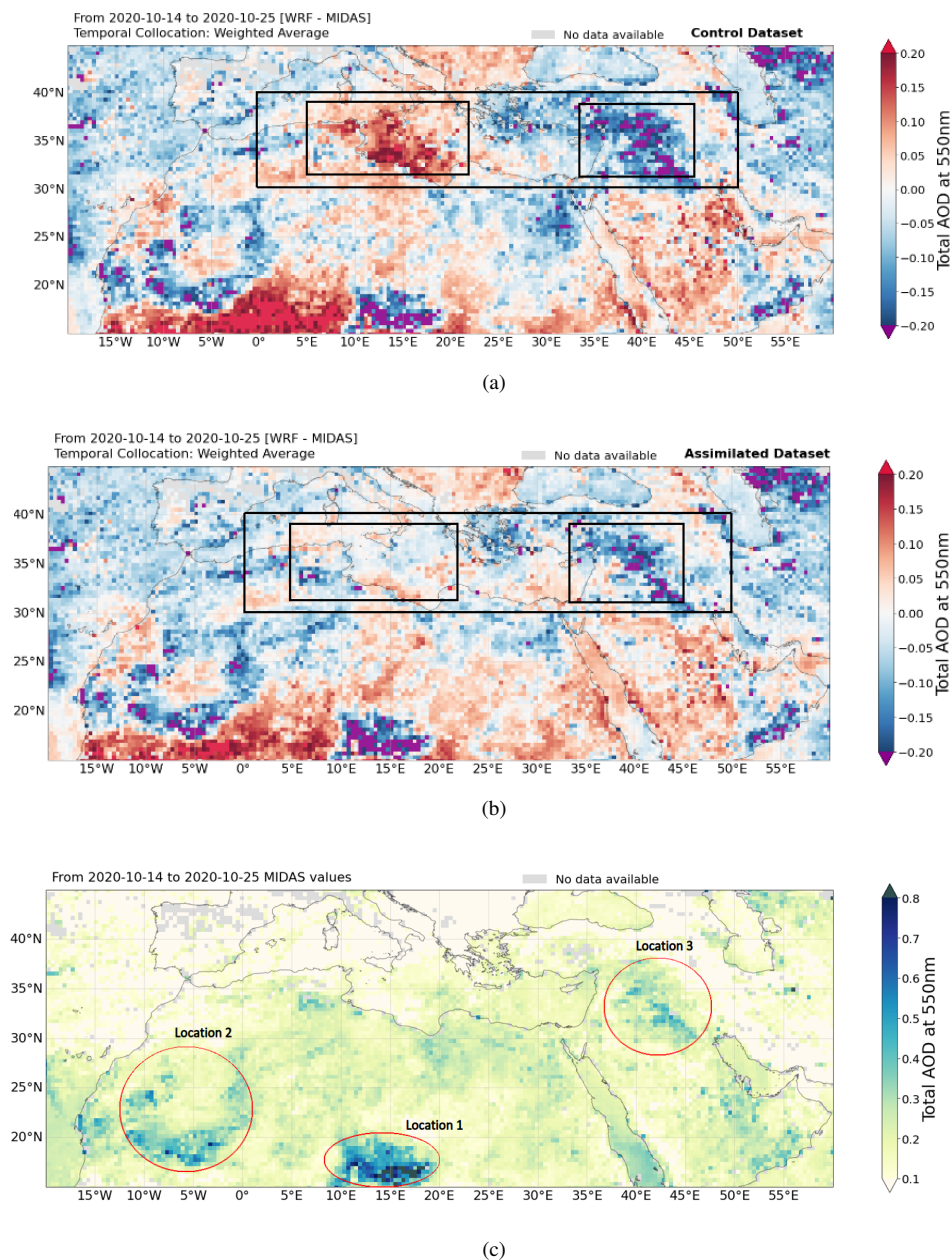 From 2020-10-14 to 2020-10-25 [WRF - MIDAS]
Temporal Collocation: Weighted Average
No data available
Control Dataset
40°N
35°N
30°N
25°N
20°N
15°W 10°W 5°W 0° 5°E 10°E 15°E 20°E 25°E 30°E 35°E 40°E 45°E 50°E 55°E
0.20
0.15
0.10
0.05
0.00
−0.05
−0.10
−0.15
−0.20
Total AOD at 550nm
(a)
From 2020-10-14 to 2020-10-25 [WRF - MIDAS]
Temporal Collocation: Weighted Average
No data available
Assimilated Dataset
40°N
35°N
30°N
25°N
20°N
15°W 10°W 5°W 0° 5°E 10°E 15°E 20°E 25°E 30°E 35°E 40°E 45°E 50°E 55°E
0.20
0.15
0.10
0.05
0.00
−0.05
−0.10
−0.15
−0.20
Total AOD at 550nm
(b)
From 2020-10-14 to 2020-10-25 MIDAS values
No data available
40°N
35°N
30°N
25°N
20°N
Location 3
Location 2
Location 1
15°W 10°W 5°W 0° 5°E 10°E 15°E 20°E 25°E 30°E 35°E 40°E 45°E 50°E 55°E
0.8
0.7
0.6
0.5
0.4
0.3
0.2
0.1
Total AOD at 550nm
(c)